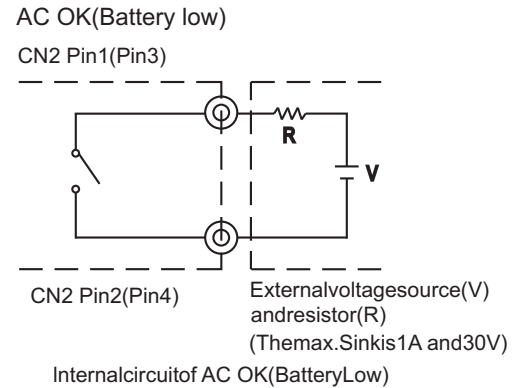 AC OK(Battery low)
CN2 Pin1(Pin3)
R
V
CN2 Pin2(Pin4)
Externalvoltagesource(V)
andresistor(R)
(Themax.Sinkis1A and30V)
Internalcircuitof AC OK(BatteryLow)